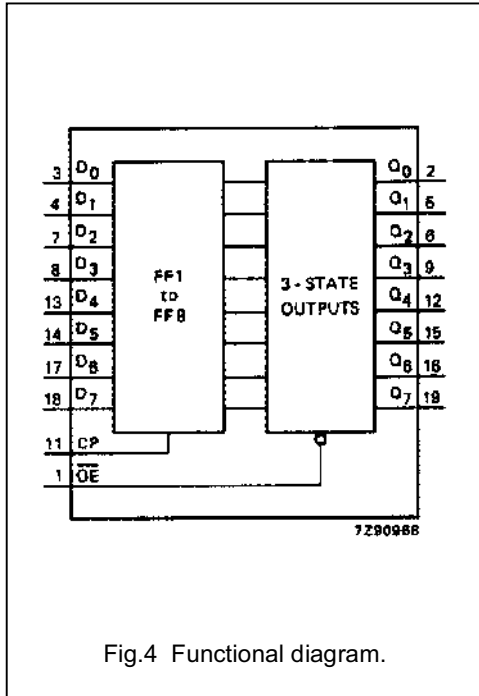 3 D0 Q0 2
4 D1 Q1 5
7 D2 Q2 6
8 D3 Q3 9
13 D4 Q4 12
14 D5 Q5 15
17 D6 Q6 16
18 D7 Q7 19
FF1
to
FF8
3 - STATE
OUTPUTS
11 CP
1 O̅E̅
7Z90968
Fig.4 Functional diagram.